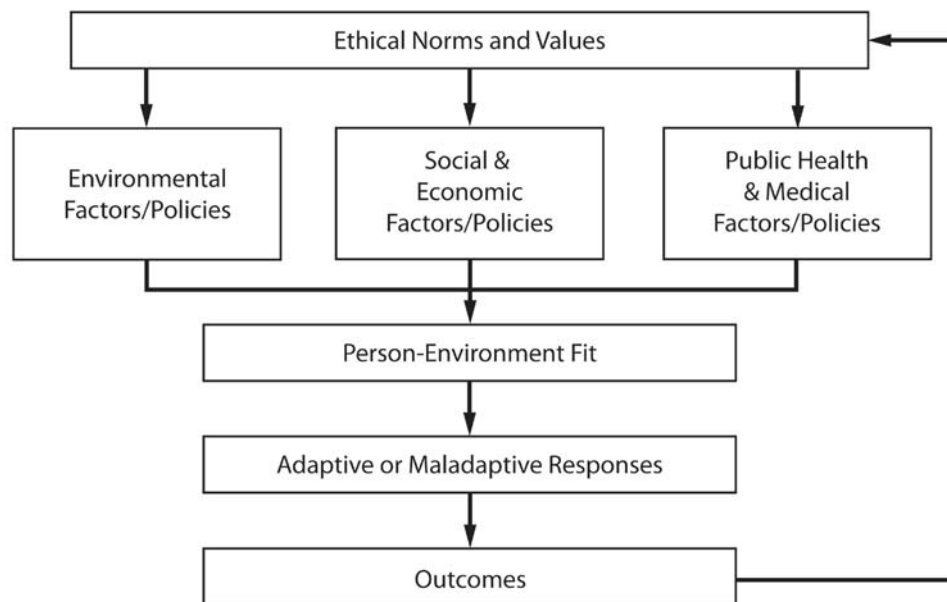 Ethical Norms and Values
Environmental
Factors/Policies
Social &
Economic
Factors/Policies
Public Health
& Medical
Factors/Policies
Person-Environment Fit
Adaptive or Maladaptive Responses
Outcomes